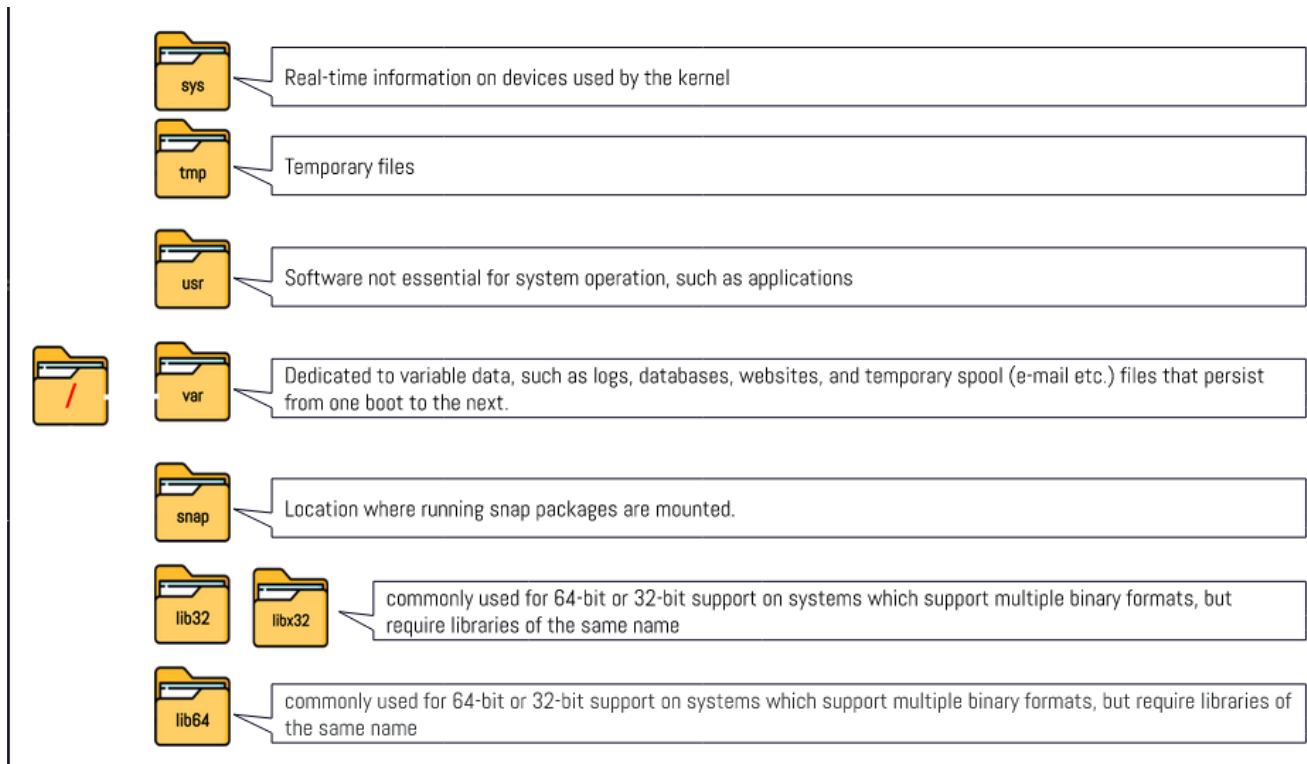 sys
Real-time information on devices used by the kernel
tmp
Temporary files
usr
Software not essential for system operation, such as applications
/
var
Dedicated to variable data, such as logs, databases, websites, and temporary spool (e-mail etc.) files that persist
from one boot to the next.
snap
Location where running snap packages are mounted.
lib32
libx32
commonly used for 64-bit or 32-bit support on systems which support multiple binary formats, but
require libraries of the same name
lib64
commonly used for 64-bit or 32-bit support on systems which support multiple binary formats, but require libraries of
the same name